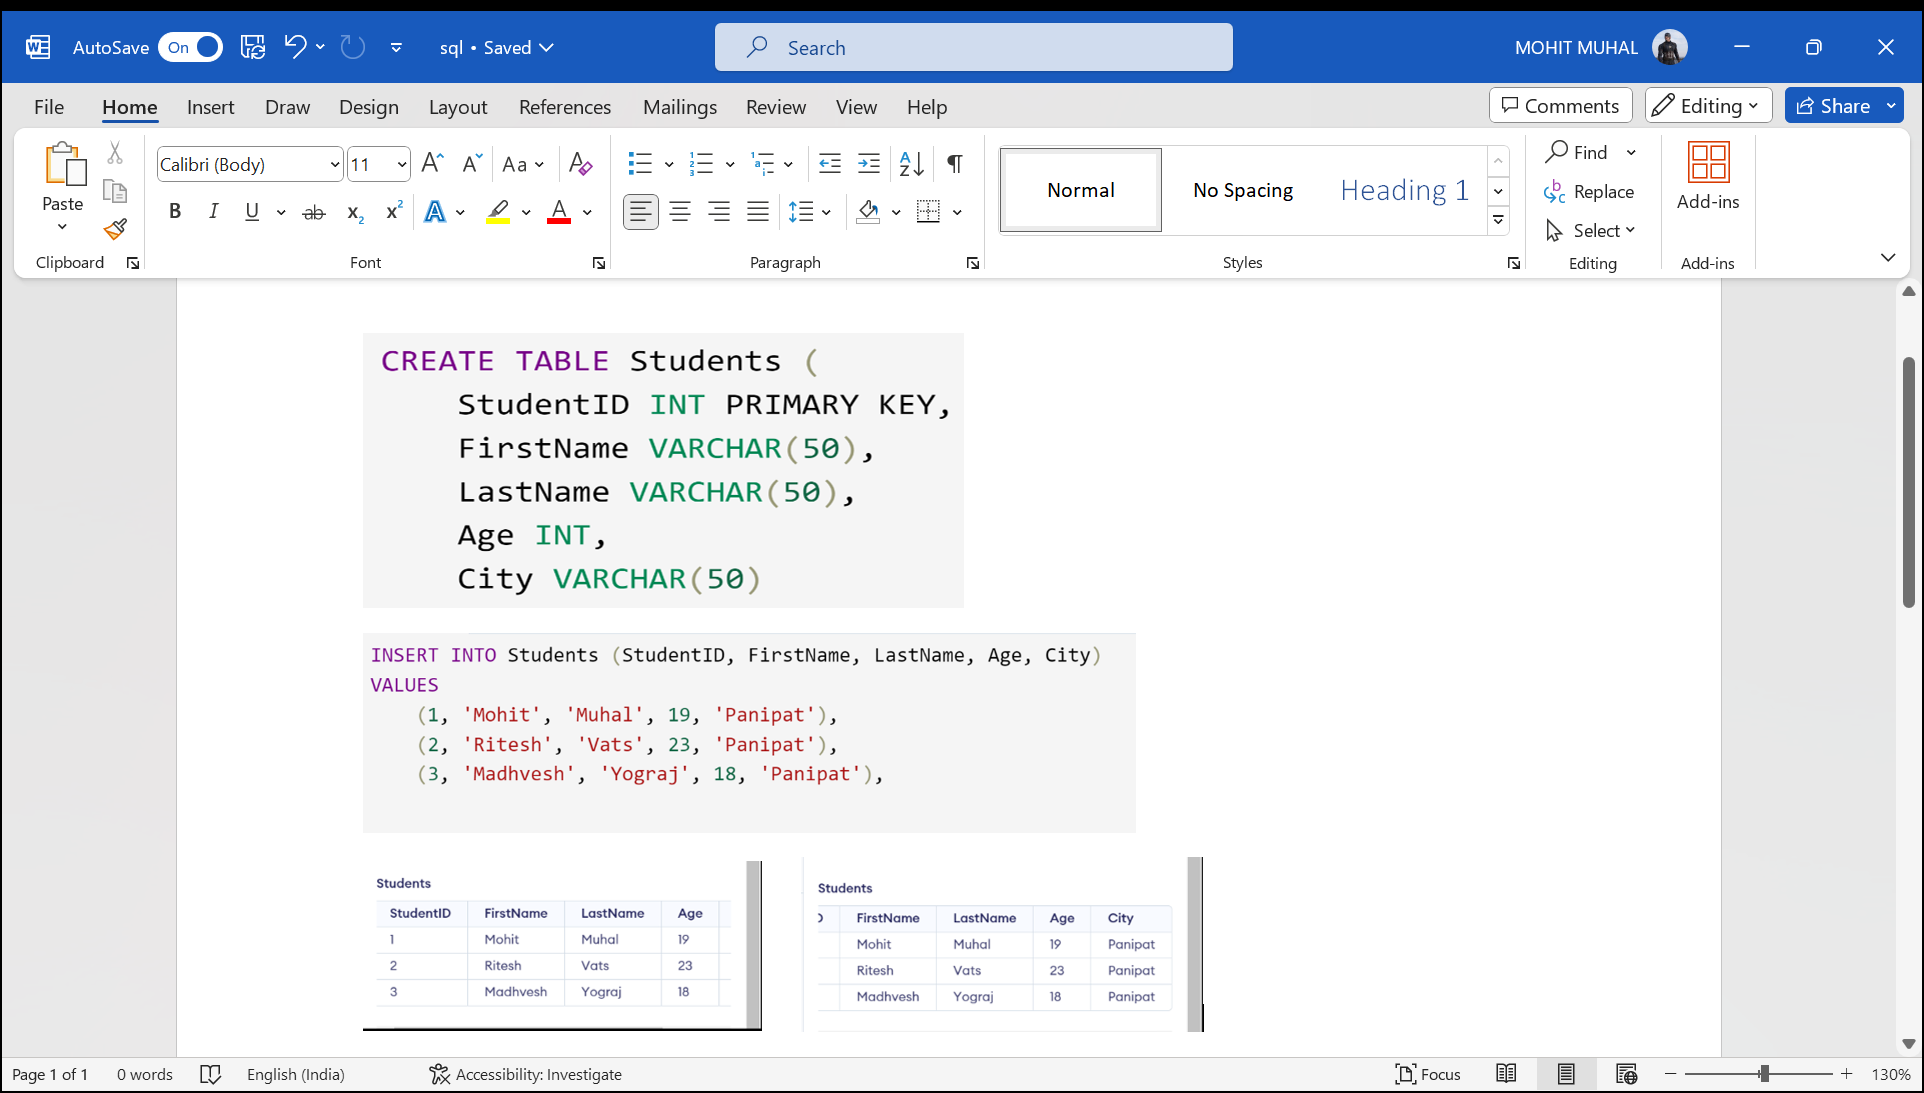 AutoSave On sql • Saved Search MOHIT MUHAL
File Home Insert Draw Design Layout References Mailings Review View Help Comments Editing Share
Paste
Clipboard
Calibri (Body) 11 Aa
B I U ab x2 x2 A A
Font
Paragraph
Normal No Spacing Heading 1
Styles
Find
Replace
Select
Editing
Add-ins
Add-ins
CREATE TABLE Students (
StudentID INT PRIMARY KEY,
FirstName VARCHAR(50),
LastName VARCHAR(50),
Age INT,
City VARCHAR(50)
INSERT INTO Students (StudentID, FirstName, LastName, Age, City)
VALUES
(1, 'Mohit', 'Muhal', 19, 'Panipat'),
(2, 'Ritesh', 'Vats', 23, 'Panipat'),
(3, 'Madhvesh', 'Yograj', 18, 'Panipat'),
Students
StudentID FirstName LastName Age
1 Mohit Muhal 19
2 Ritesh Vats 23
3 Madhvesh Yograj 18
Students
D FirstName LastName Age City
Mohit Muhal 19 Panipat
Ritesh Vats 23 Panipat
Madhvesh Yograj 18 Panipat
Page 1 of 1 0 words English (India) Accessibility: Investigate Focus 130%